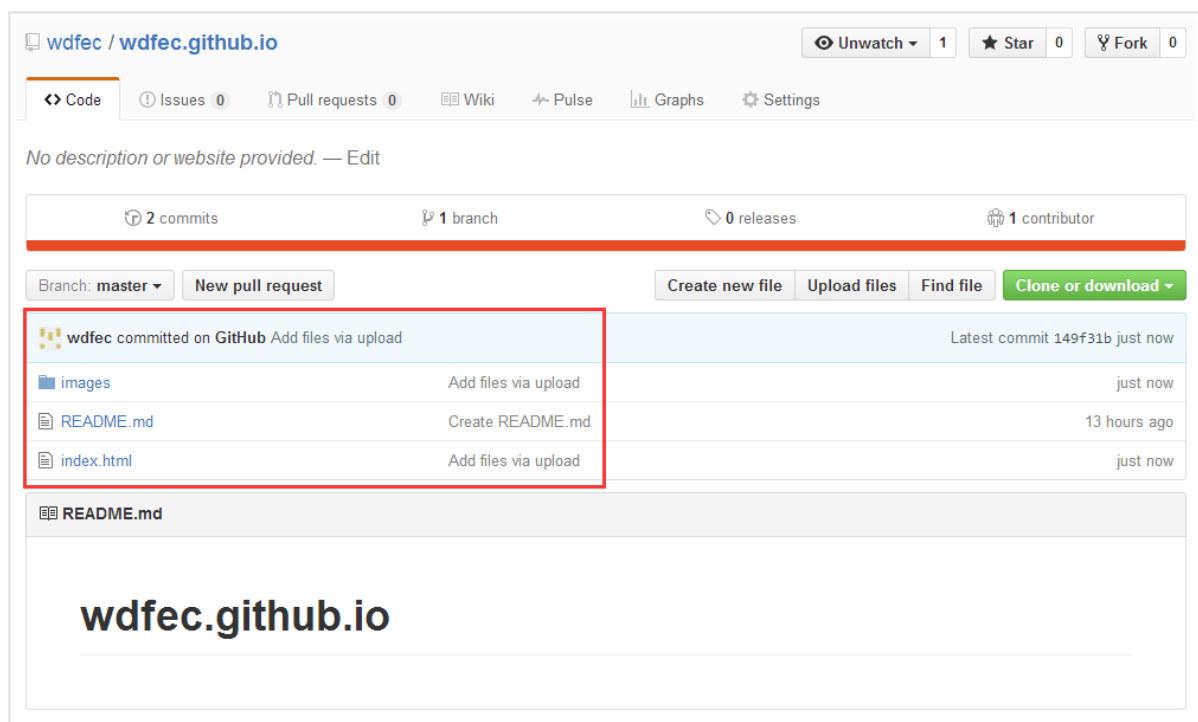 wdfec / wdfec.github.io Unwatch 1 Star 0 Fork 0
Code Issues 0 Pull requests 0 Wiki Pulse Graphs Settings
No description or website provided. — Edit
2 commits 1 branch 0 releases 1 contributor
Branch: master New pull request Create new file Upload files Find file Clone or download
wdfec committed on GitHub Add files via upload Latest commit 149f31b just now
images Add files via upload just now
README.md Create README.md 13 hours ago
index.html Add files via upload just now
README.md
wdfec.github.io